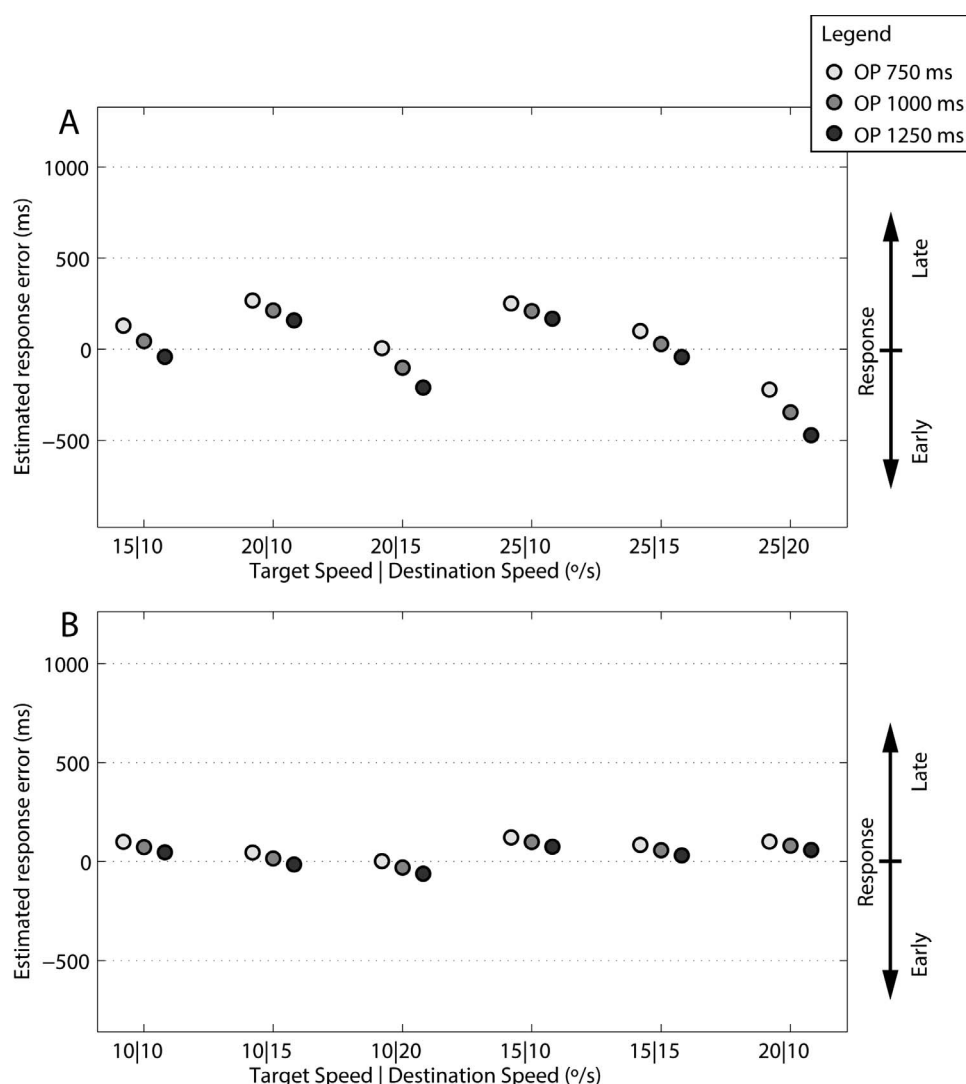 Legend
OP 750 ms
OP 1000 ms
OP 1250 ms
A
Estimated response error (ms)
1000
500
0
−500
15|10 20|10 20|15 25|10 25|15 25|20
Target Speed | Destination Speed (º/s)
Late
Response
Early
B
Estimated response error (ms)
1000
500
0
−500
10|10 10|15 10|20 15|10 15|15 20|10
Target Speed | Destination Speed (º/s)
Late
Response
Early